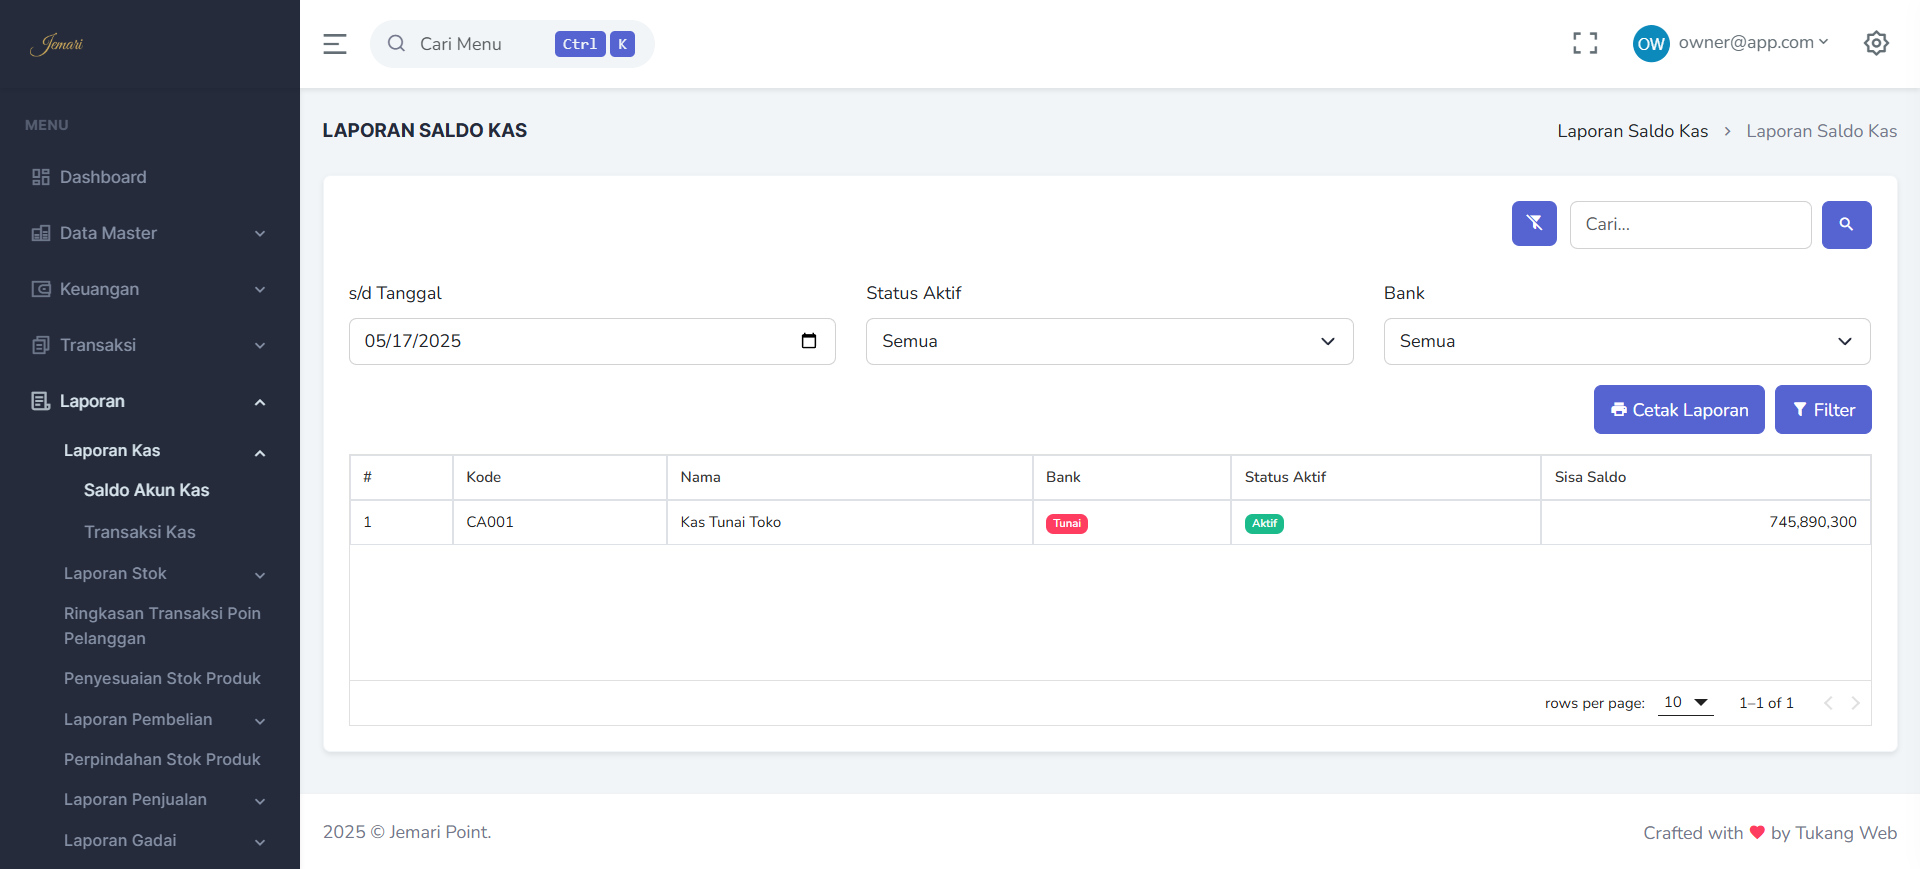 Jemari
Cari Menu Ctrl K
OW owner@app.com
MENU
Dashboard
Data Master
Keuangan
Transaksi
Laporan
Laporan Kas
Saldo Akun Kas
Transaksi Kas
Laporan Stok
Ringkasan Transaksi Poin
Pelanggan
Penyesuaian Stok Produk
Laporan Pembelian
Perpindahan Stok Produk
Laporan Penjualan
Laporan Gadai
LAPORAN SALDO KAS
Laporan Saldo Kas > Laporan Saldo Kas
Cari...
s/d Tanggal Status Aktif Bank
05/17/2025 Semua Semua
Cetak Laporan Filter
# Kode Nama Bank Status Aktif Sisa Saldo
1 CA001 Kas Tunai Toko Tunai Aktif 745,890,300
rows per page: 10 1–1 of 1
2025 © Jemari Point.
Crafted with ❤ by Tukang Web